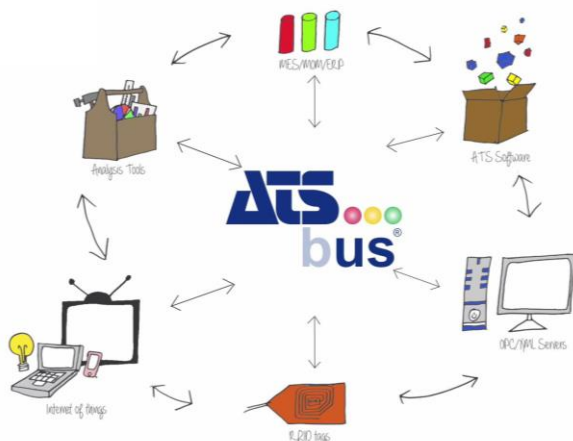 MES/MOM/ERP
Analysis Tools
ATS Software
ATS
bus®
OPC/XML Servers
Internet of things
RFID tags